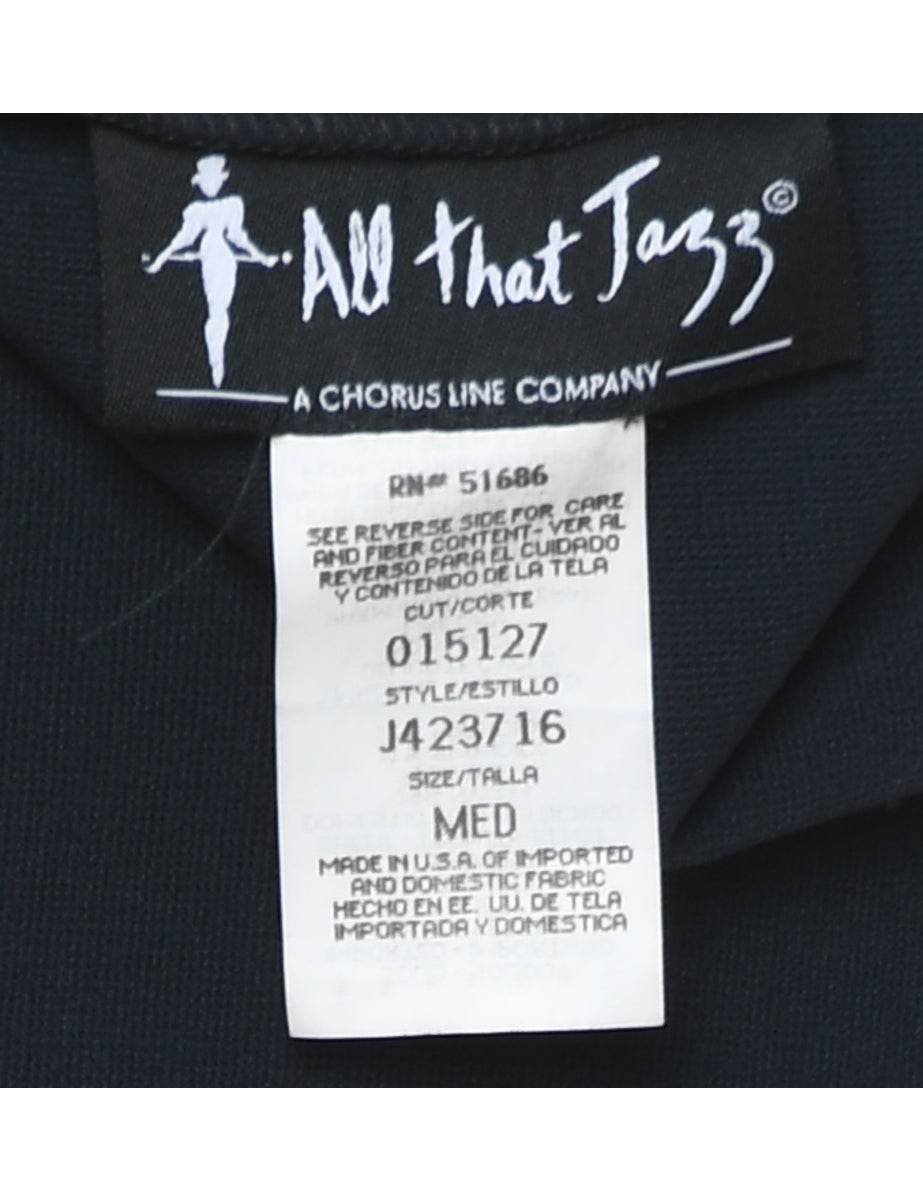 All that Jazz©
A CHORUS LINE COMPANY
RN# 51686
SEE REVERSE SIDE FOR CARE
AND FIBER CONTENT- VER AL
REVERSO PARA EL CUIDADO
Y CONTENIDO DE LA TELA
CUT/CORTE
015127
STYLE/ESTILLO
J423716
SIZE/TALLA
MED
MADE IN U.S.A. OF IMPORTED
AND DOMESTIC FABRIC
HECHO EN EE. UU. DE TELA
IMPORTADA Y DOMESTICA